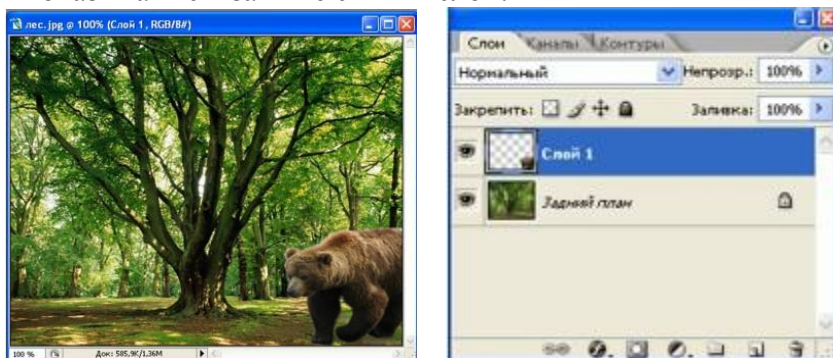 лес.jpg @ 100% (Слой 1, RGB/8#)
100 %
Док: 585,9K/1,36M
Слои Каналы Контуры
Нормальный Непрозр.: 100%
Закрепить: Заливка: 100%
Слой 1
Задний план